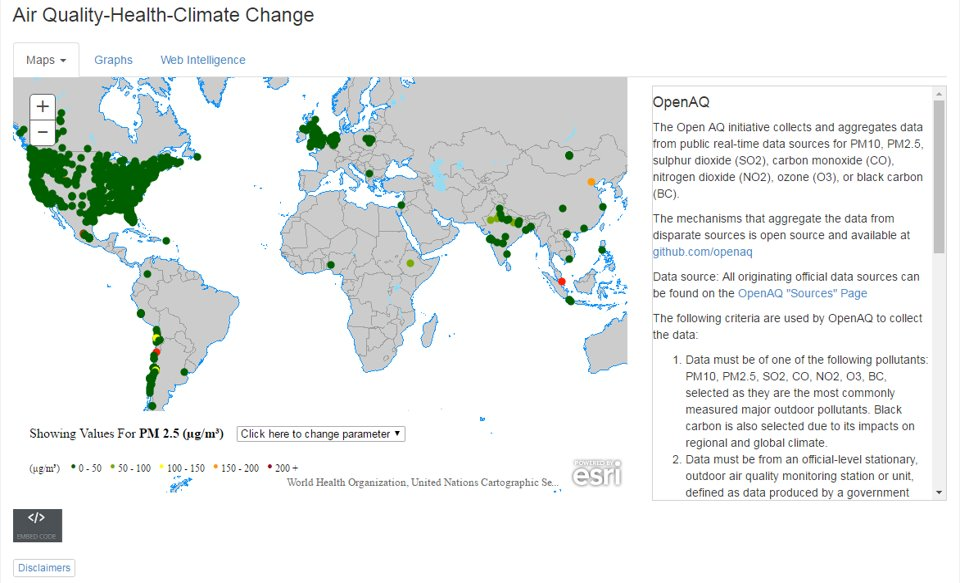 Air Quality-Health-Climate Change
Maps
Graphs
Web Intelligence
+
−
OpenAQ
The Open AQ initiative collects and aggregates data
from public real-time data sources for PM10, PM2.5,
sulphur dioxide (SO2), carbon monoxide (CO),
nitrogen dioxide (NO2), ozone (O3), or black carbon
(BC).
The mechanisms that aggregate the data from
disparate sources is open source and available at
github.com/openaq
Data source: All originating official data sources can
be found on the OpenAQ "Sources" Page
The following criteria are used by OpenAQ to collect
the data:
1. Data must be of one of the following pollutants:
PM10, PM2.5, SO2, CO, NO2, O3, BC,
selected as they are the most commonly
measured major outdoor pollutants. Black
carbon is also selected due to its impacts on
regional and global climate.
2. Data must be from an official-level stationary,
outdoor air quality monitoring station or unit,
defined as data produced by a government
Showing Values For PM 2.5 (µg/m³)
Click here to change parameter
(µg/m³) 0 - 50 50 - 100 100 - 150 150 - 200 200 +
World Health Organization, United Nations Cartographic Se...
POWERED BY
esri
</>
EMBED CODE
Disclaimers